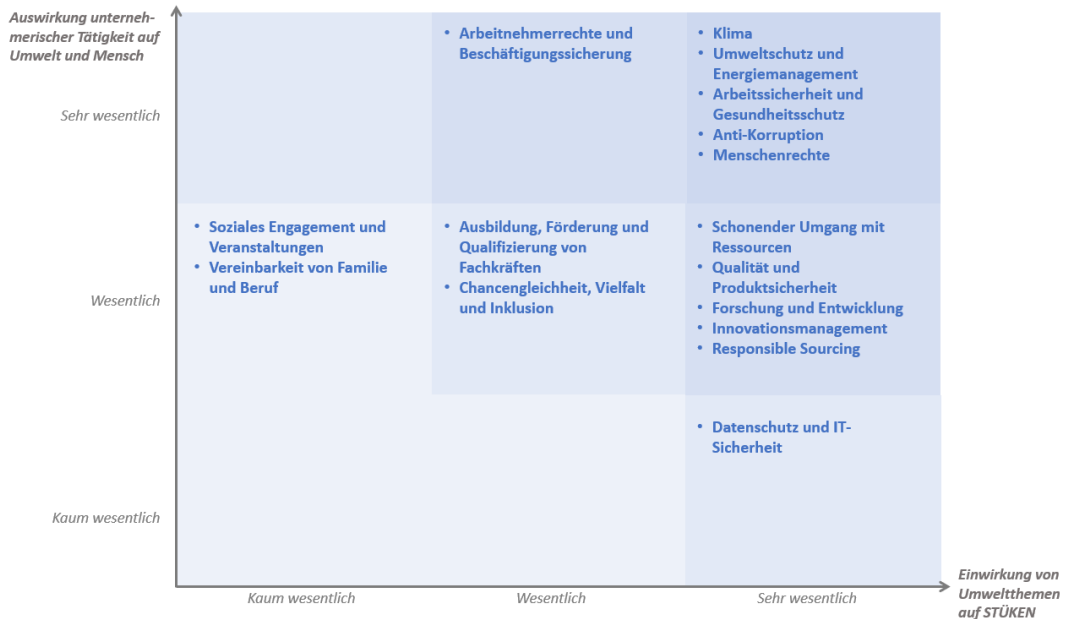 Auswirkung unterneh-
merischer Tätigkeit auf
Umwelt und Mensch
Sehr wesentlich
• Arbeitnehmerrechte und
Beschäftigungssicherung
• Klima
• Umweltschutz und
Energiemanagement
• Arbeitssicherheit und
Gesundheitsschutz
• Anti-Korruption
• Menschenrechte
Wesentlich
• Soziales Engagement und
Veranstaltungen
• Vereinbarkeit von Familie
und Beruf
• Ausbildung, Förderung und
Qualifizierung von
Fachkräften
• Chancengleichheit, Vielfalt
und Inklusion
• Schonender Umgang mit
Ressourcen
• Qualität und
Produktsicherheit
• Forschung und Entwicklung
• Innovationsmanagement
• Responsible Sourcing
Kaum wesentlich
• Datenschutz und IT-
Sicherheit
Kaum wesentlich
Wesentlich
Sehr wesentlich
Einwirkung von
Umweltthemen
auf STÜKEN